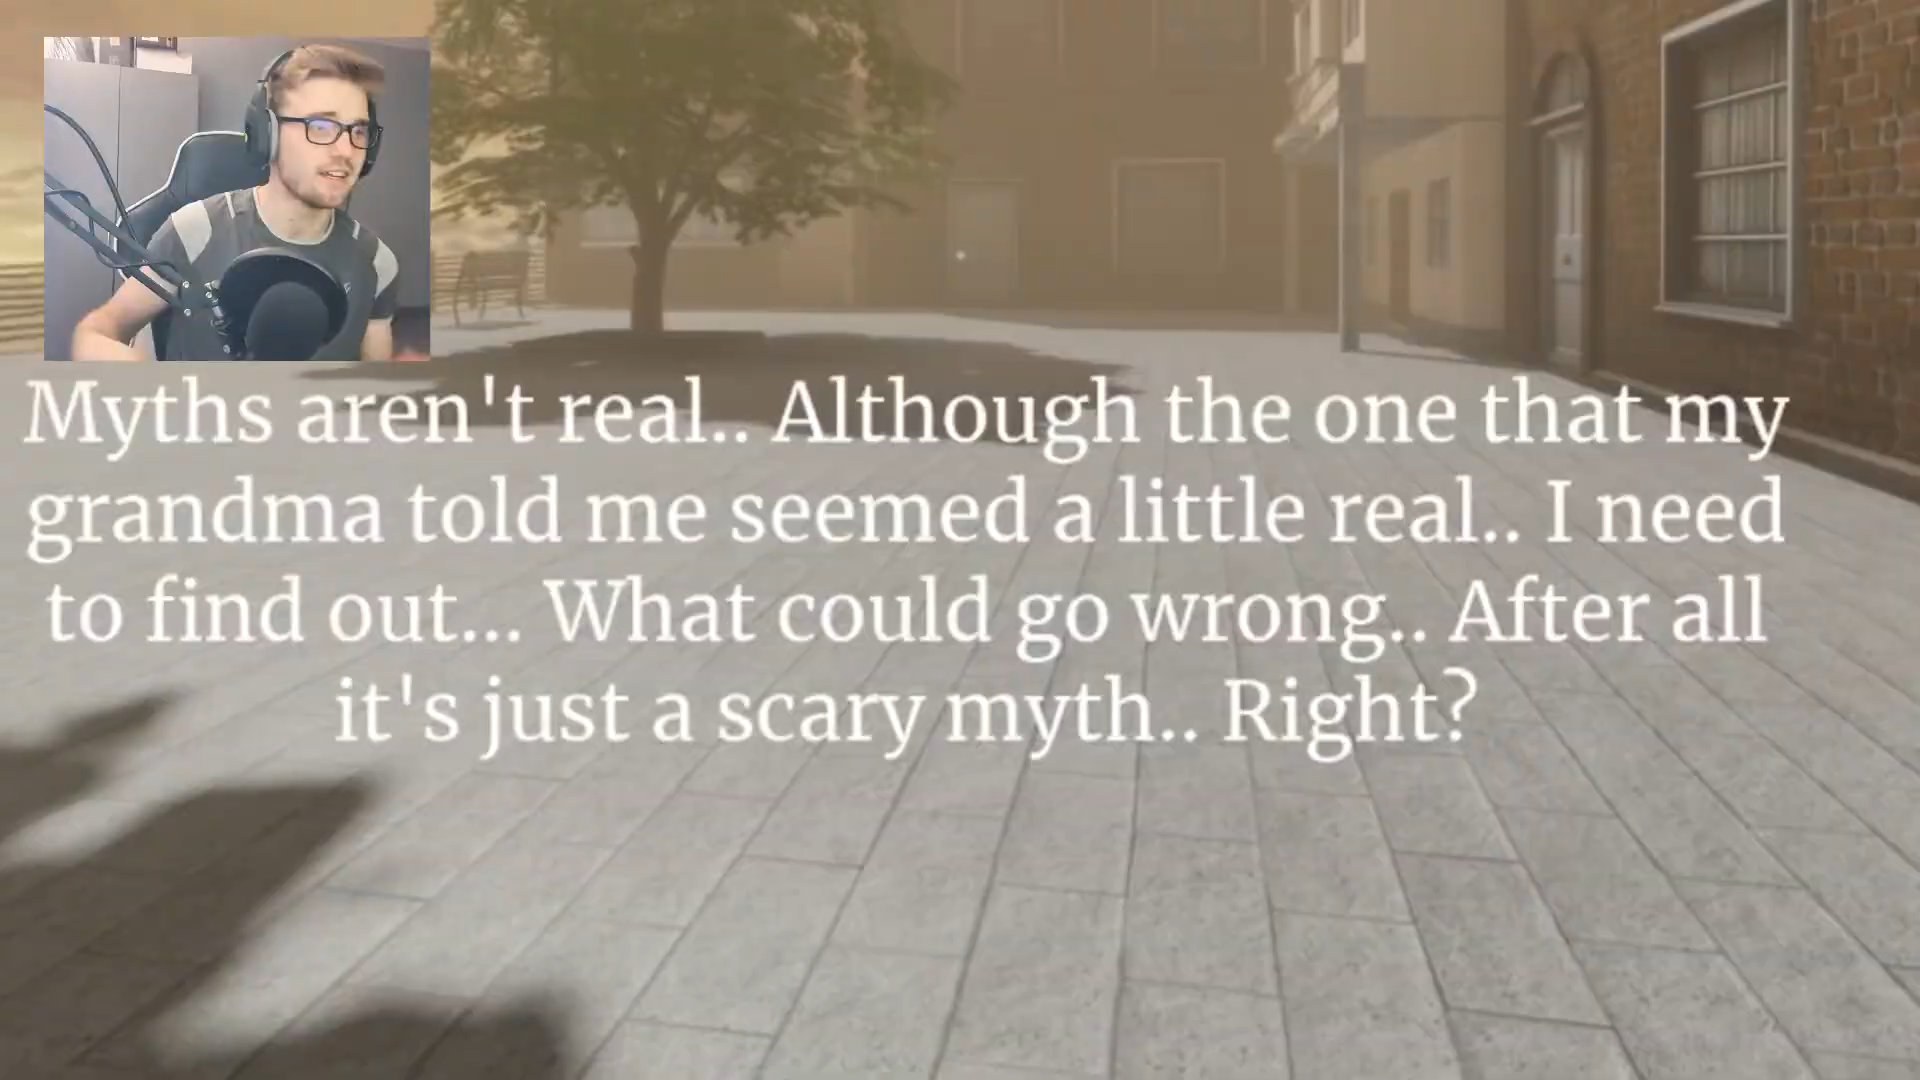 Myths aren't real.. Although the one that my
grandma told me seemed a little real.. I need
to find out... What could go wrong.. After all
it's just a scary myth.. Right?